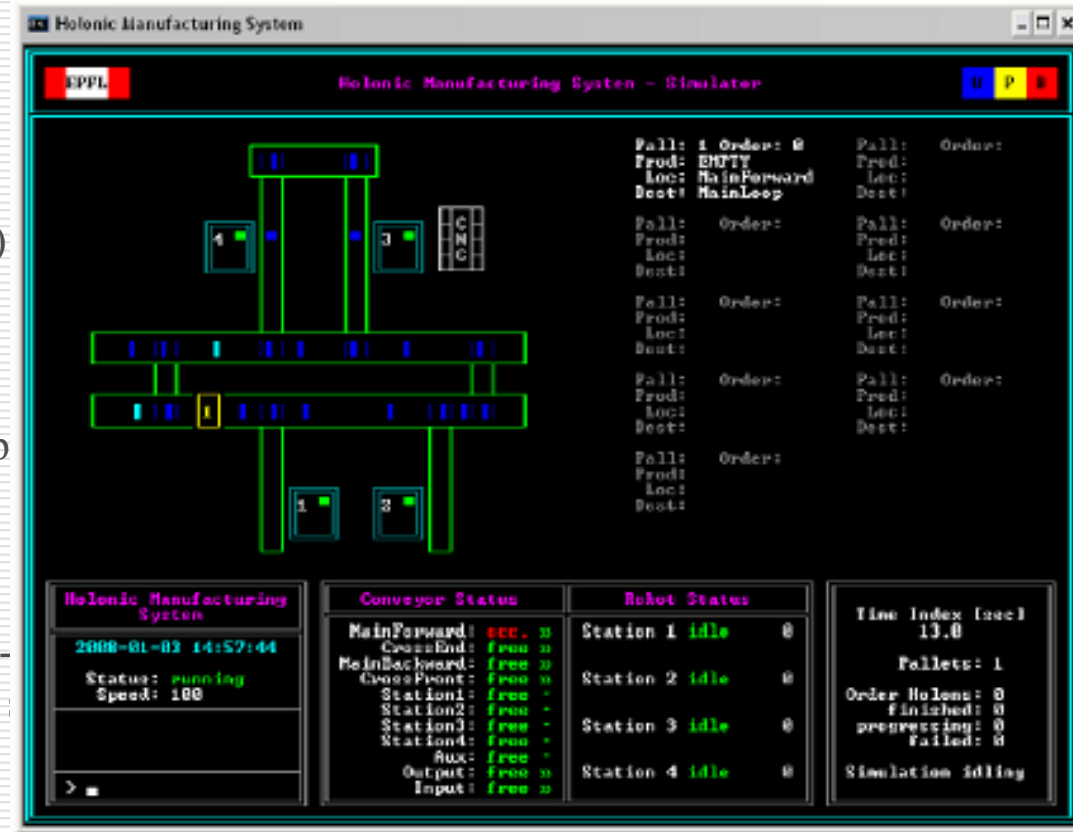 Holonic Manufacturing System
EPFL
Holonic Manufacturing System - Simulator
U P B
Pall: 1 Order: 0
Prod: EMPTY
Loc: MainForward
Dest: MainLoop
Pall: Order:
Prod:
Loc:
Dest:
Pall: Order:
Prod:
Loc:
Dest:
Pall: Order:
Prod:
Loc:
Dest:
Pall: Order:
Prod:
Loc:
Dest:
Pall: Order:
Prod:
Loc:
Dest:
Pall: Order:
Prod:
Loc:
Dest:
Pall: Order:
Prod:
Loc:
Dest:
Pall: Order:
Prod:
Loc:
Dest:
4
3
CNC
1
1
2
Holonic Manufacturing
System
2008-01-03 14:57:44
Status: running
Speed: 100
> 
Conveyor Status
MainForward: occ. »
CrossEnd: free »
MainBackward: free »
CrossFront: free »
Station1: free -
Station2: free -
Station3: free -
Station4: free -
Aux: free -
Output: free »
Input: free »
Robot Status
Station 1 idle 0
Station 2 idle 0
Station 3 idle 0
Station 4 idle 0
Time Index [sec]
13.0
Pallets: 1
Order Holons: 0
finished: 0
progressing: 0
failed: 0
Simulation idling